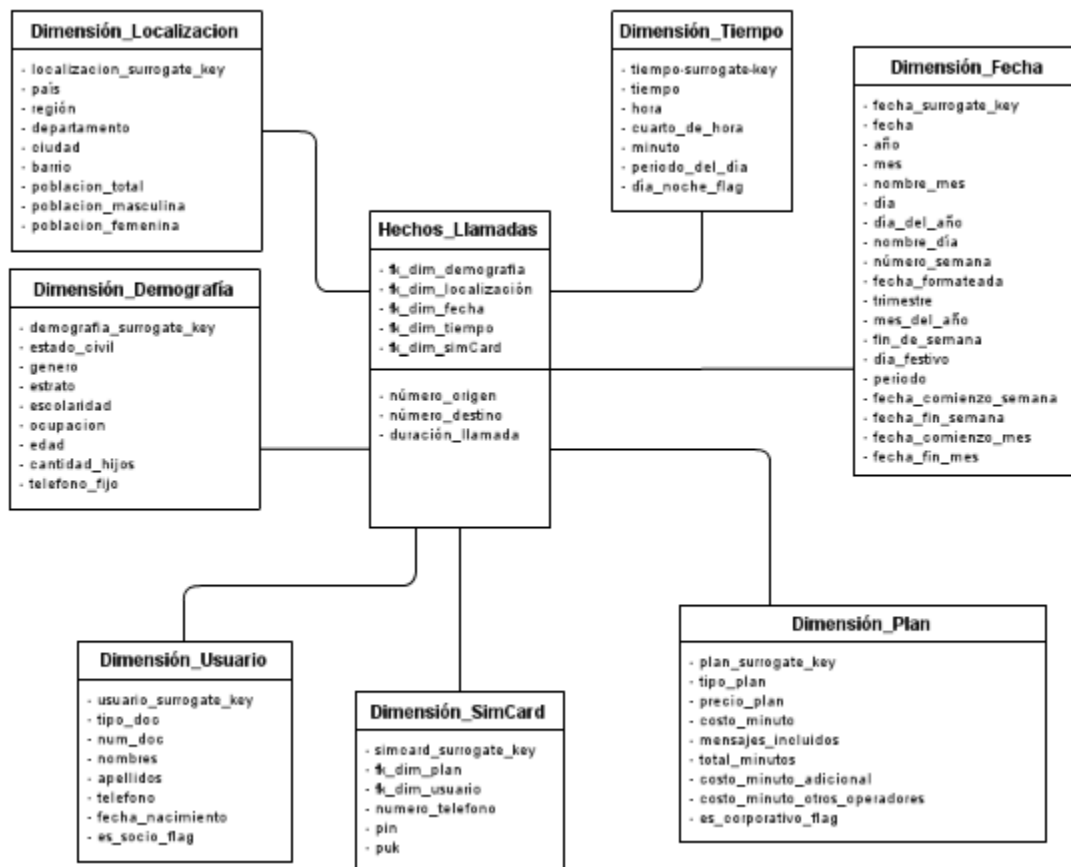 Dimensión_Localizacion
- localizacion_surrogate_key
- país
- región
- departamento
- ciudad
- barrio
- poblacion_total
- poblacion_masculina
- poblacion_femenina
Dimensión_Tiempo
- tiempo-surrogate-key
- tiempo
- hora
- cuarto_de_hora
- minuto
- periodo_del_día
- día_noche_flag
Dimensión_Fecha
- fecha_surrogate_key
- fecha
- año
- mes
- nombre_mes
- dia
- día_del_año
- nombre_día
- número_semana
- fecha_formateada
- trimestre
- mes_del_año
- fin_de_semana
- dia_festivo
- periodo
- fecha_comienzo_semana
- fecha_fin_semana
- fecha_comienzo_mes
- fecha_fin_mes
Hechos_Llamadas
- fk_dim_demografia
- fk_dim_localización
- fk_dim_fecha
- fk_dim_tiempo
- fk_dim_simCard
- número_origen
- número_destino
- duración_llamada
Dimensión_Demografía
- demografia_surrogate_key
- estado_civil
- genero
- estrato
- escolaridad
- ocupacion
- edad
- cantidad_hijos
- telefono_fijo
Dimensión_Usuario
- usuario_surrogate_key
- tipo_doc
- num_doc
- nombres
- apellidos
- telefono
- fecha_nacimiento
- es_socio_flag
Dimensión_SimCard
- simcard_surrogate_key
- fk_dim_plan
- fk_dim_usuario
- numero_telefono
- pin
- puk
Dimensión_Plan
- plan_surrogate_key
- tipo_plan
- precio_plan
- costo_minuto
- mensajes_incluidos
- total_minutos
- costo_minuto_adicional
- costo_minuto_otros_operadores
- es_corporativo_flag